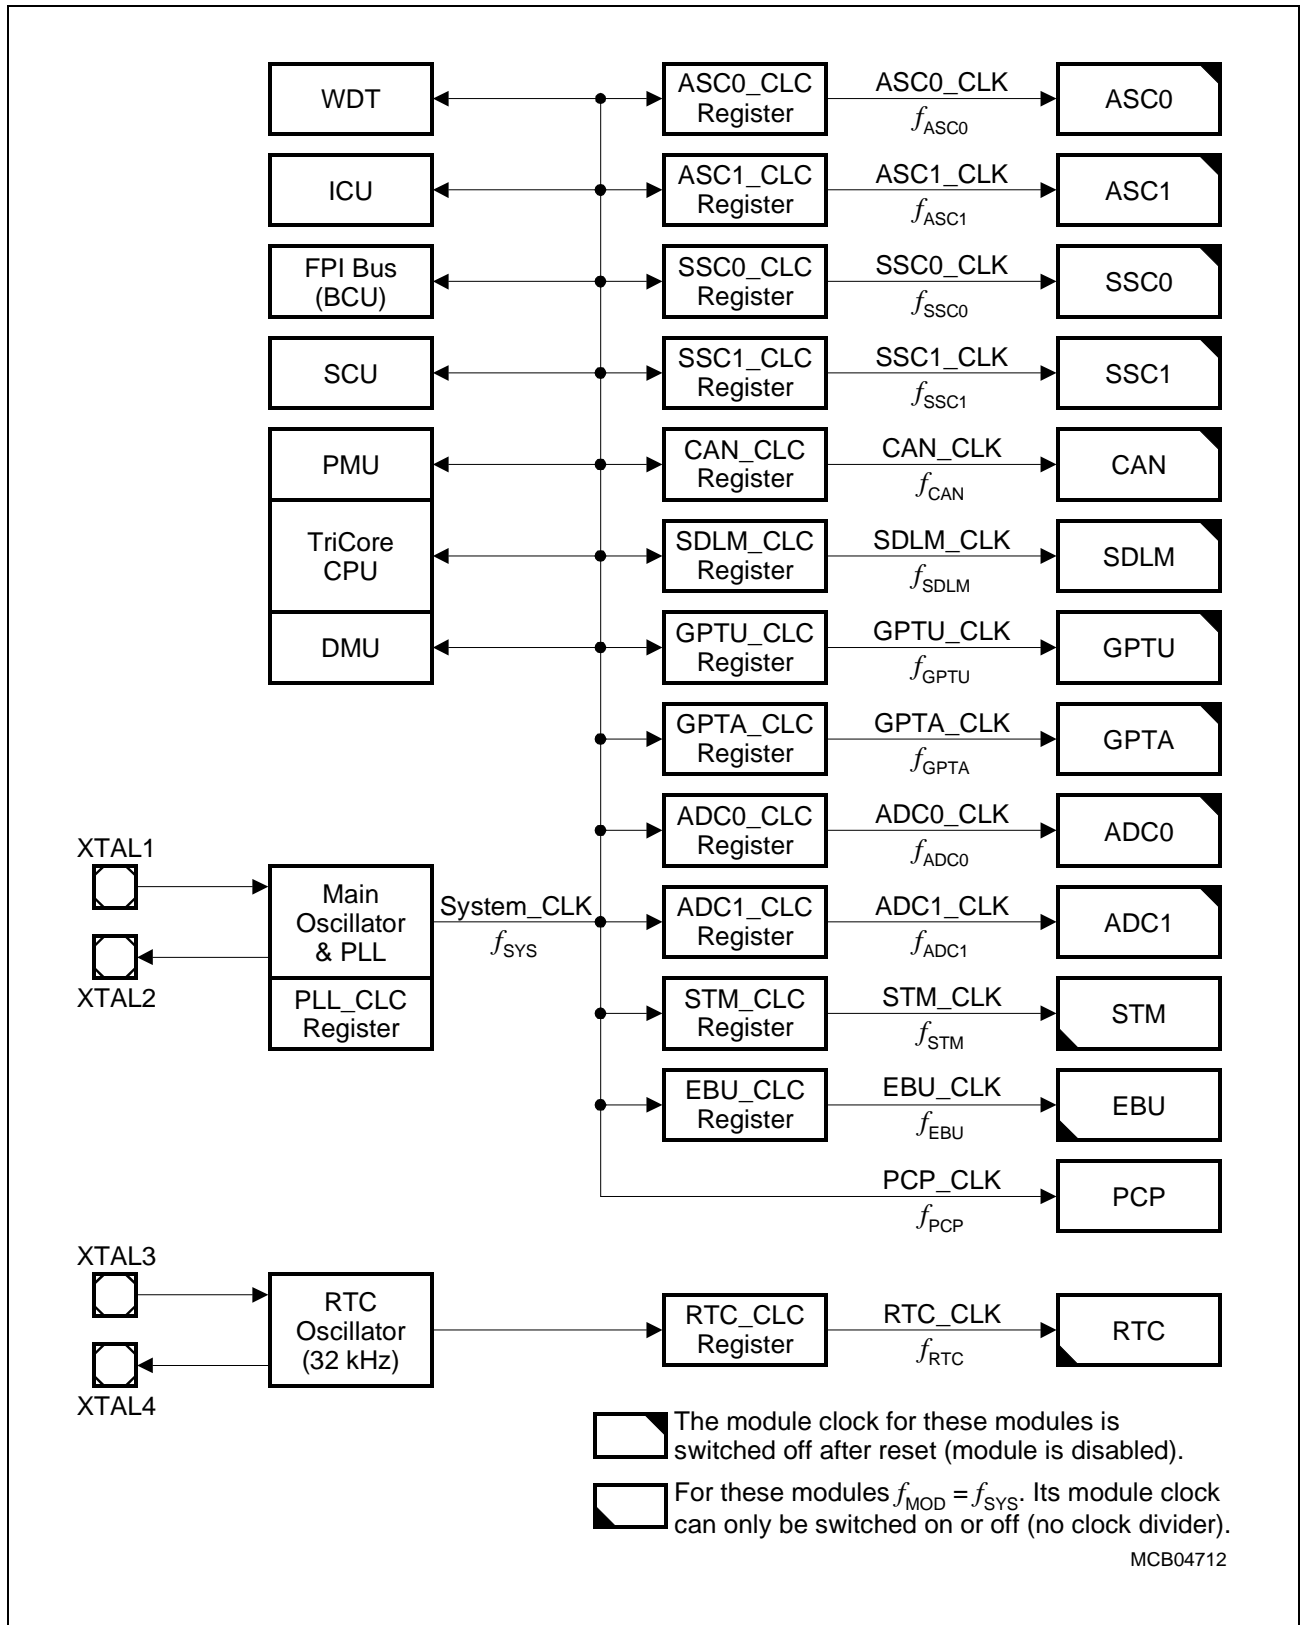 WDT
ASC0_CLC
Register
ASC0_CLK
fASC0
ASC0
ICU
ASC1_CLC
Register
ASC1_CLK
fASC1
ASC1
FPI Bus
(BCU)
SSC0_CLC
Register
SSC0_CLK
fSSC0
SSC0
SCU
SSC1_CLC
Register
SSC1_CLK
fSSC1
SSC1
PMU
CAN_CLC
Register
CAN_CLK
fCAN
CAN
TriCore
CPU
SDLM_CLC
Register
SDLM_CLK
fSDLM
SDLM
DMU
GPTU_CLC
Register
GPTU_CLK
fGPTU
GPTU
GPTA_CLC
Register
GPTA_CLK
fGPTA
GPTA
ADC0_CLC
Register
ADC0_CLK
fADC0
ADC0
XTAL1
XTAL2
Main
Oscillator
& PLL
PLL_CLC
Register
System_CLK
fSYS
ADC1_CLC
Register
ADC1_CLK
fADC1
ADC1
STM_CLC
Register
STM_CLK
fSTM
STM
EBU_CLC
Register
EBU_CLK
fEBU
EBU
PCP_CLK
fPCP
PCP
XTAL3
XTAL4
RTC
Oscillator
(32 kHz)
RTC_CLC
Register
RTC_CLK
fRTC
RTC
The module clock for these modules is
switched off after reset (module is disabled).
For these modules fMOD = fSYS. Its module clock
can only be switched on or off (no clock divider).
MCB04712